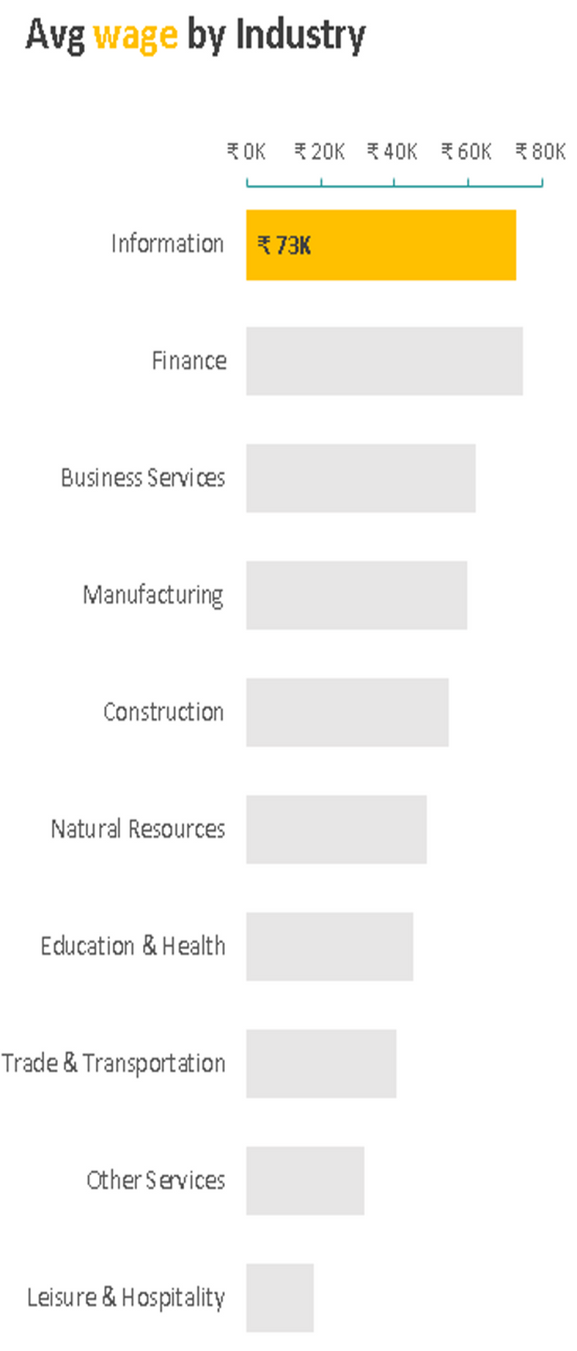 Avg wage by Industry
₹ 0K ₹ 20K ₹ 40K ₹ 60K ₹ 80K
Information ₹ 73K
Finance
Business Services
Manufacturing
Construction
Natural Resources
Education & Health
Trade & Transportation
Other Services
Leisure & Hospitality